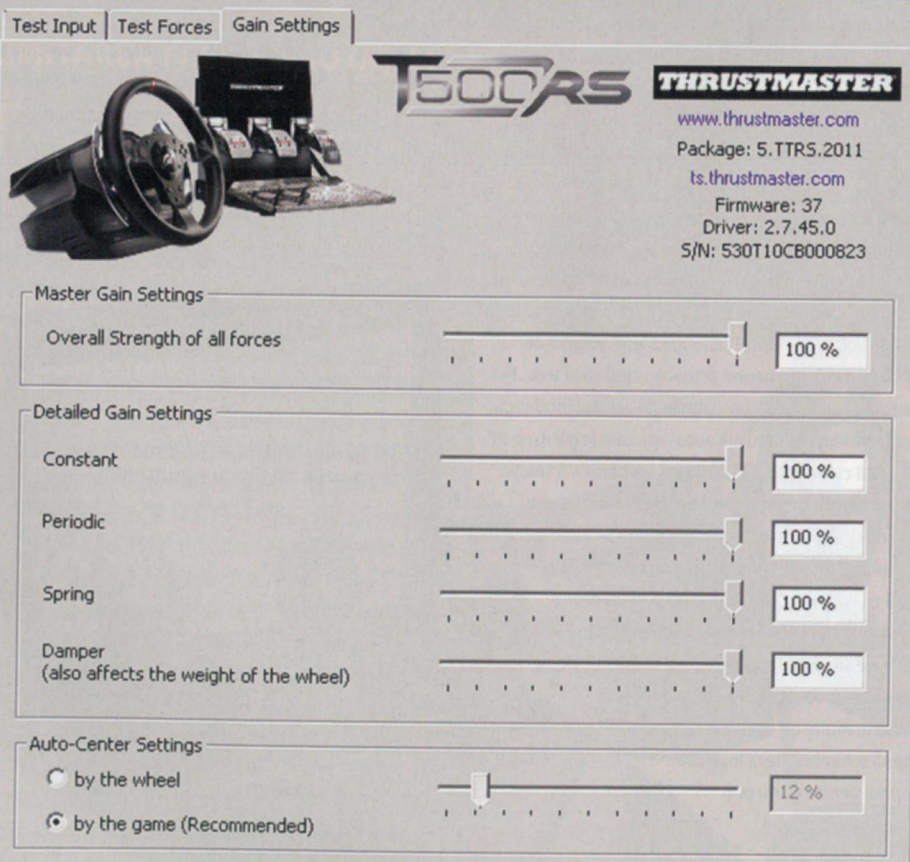 Test Input
Test Forces
Gain Settings
THRUSTMASTER
T500RS
THRUSTMASTER
www.thrustmaster.com
Package: 5.TTRS.2011
ts.thrustmaster.com
Firmware: 37
Driver: 2.7.45.0
S/N: 530T10CB000823
Master Gain Settings
Overall Strength of all forces
100 %
Detailed Gain Settings
Constant
100 %
Periodic
100 %
Spring
100 %
Damper
(also affects the weight of the wheel)
100 %
Auto-Center Settings
by the wheel
12 %
by the game (Recommended)